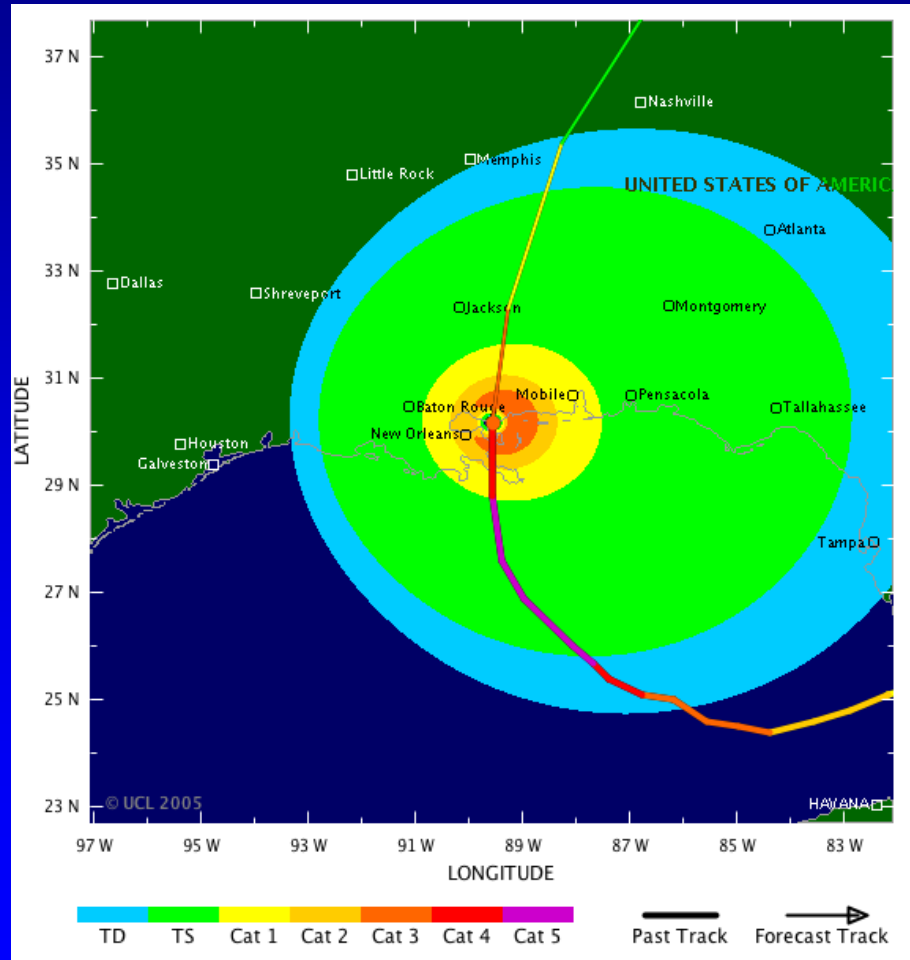 37 N
Nashville
35 N
Memphis
Little Rock
UNITED STATES OF AMERIC
Atlanta
33 N
Dallas
Shreveport
Jackson
Montgomery
31 N
Mobile
Pensacola
Baton Rouge
Tallahassee
New Orleans
Houston
Galveston
29 N
Tampa
27 N
25 N
23 N
© UCL 2005
HAVANA
LATITUDE
97 W 95 W 93 W 91 W 89 W 87 W 85 W 83 W
LONGITUDE
TD TS Cat 1 Cat 2 Cat 3 Cat 4 Cat 5 Past Track Forecast Track